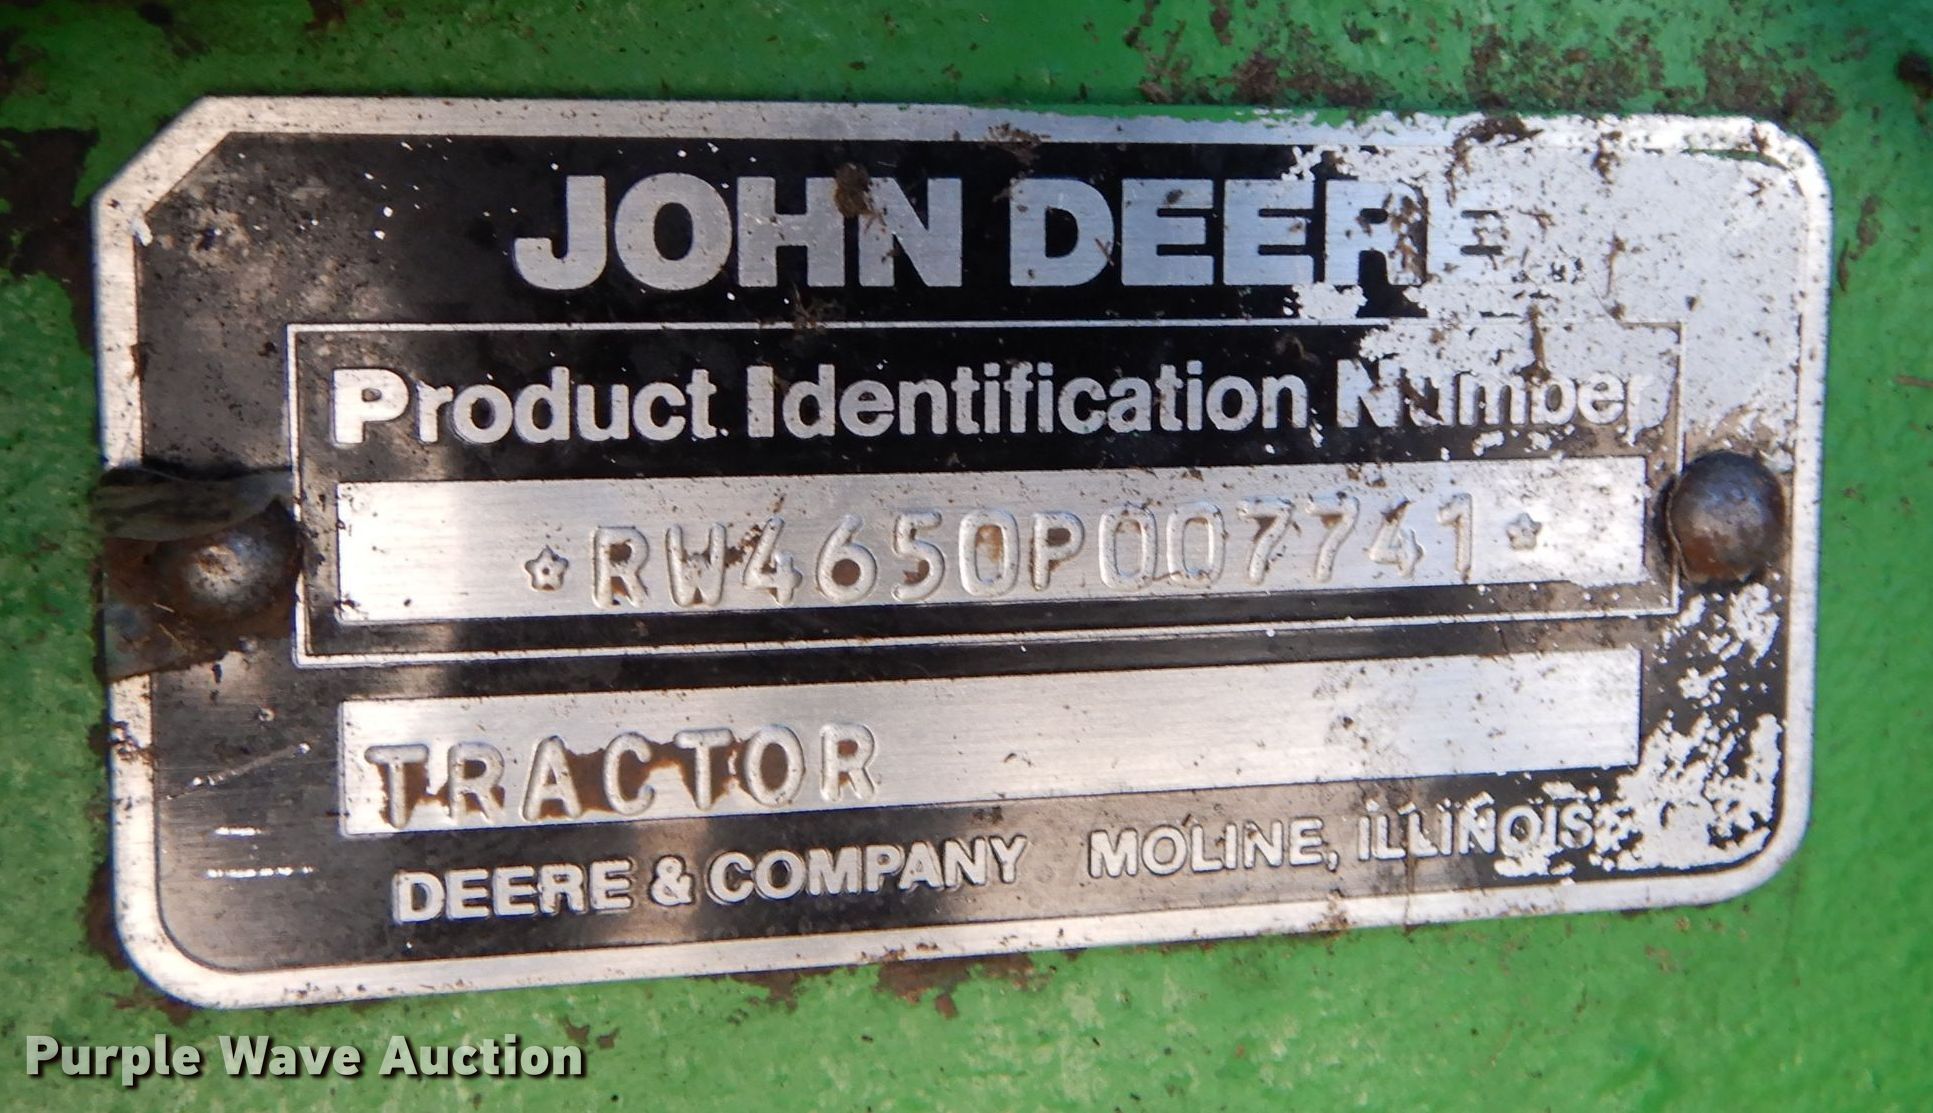 JOHN DEERE
Product Identification Number
*RW4650P007741*
TRACTOR
DEERE & COMPANY MOLINE, ILLINOIS
Purple Wave Auction